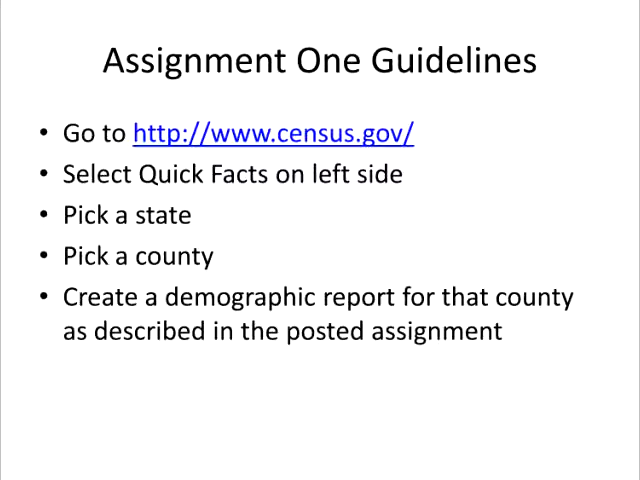 Assignment One Guidelines
• Go to http://www.census.gov/
• Select Quick Facts on left side
• Pick a state
• Pick a county
• Create a demographic report for that county
as described in the posted assignment